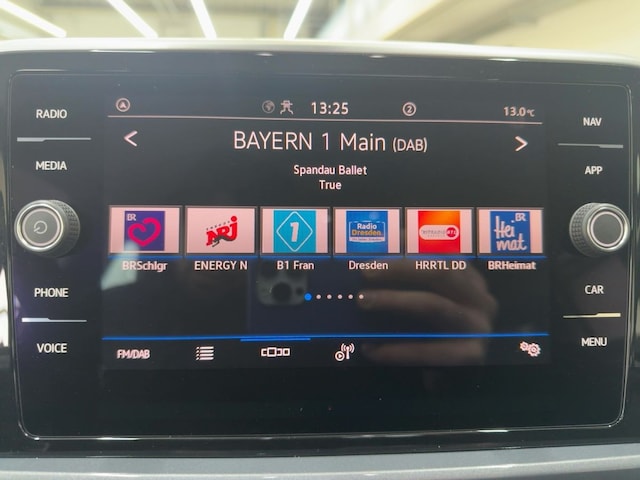 RADIO
MEDIA
PHONE
VOICE
13:25
2
13.0°C
BAYERN 1 Main (DAB)
Spandau Ballet
True
BR
NRJ
1
Radio
Dresden
BR
Hei
mat
BRSchlgr
ENERGY N
B1 Fran
Dresden
HRRTL DD
BRHeimat
FM/DAB
NAV
APP
CAR
MENU